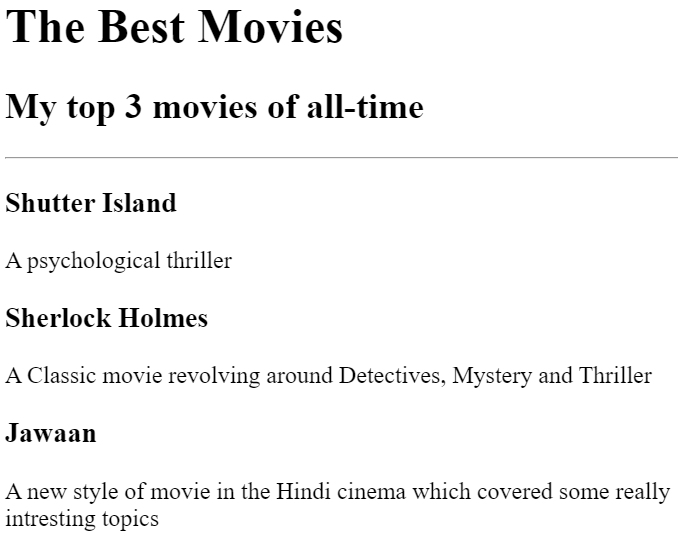 The Best Movies
My top 3 movies of all-time
Shutter Island
A psychological thriller
Sherlock Holmes
A Classic movie revolving around Detectives, Mystery and Thriller
Jawaan
A new style of movie in the Hindi cinema which covered some really
intresting topics